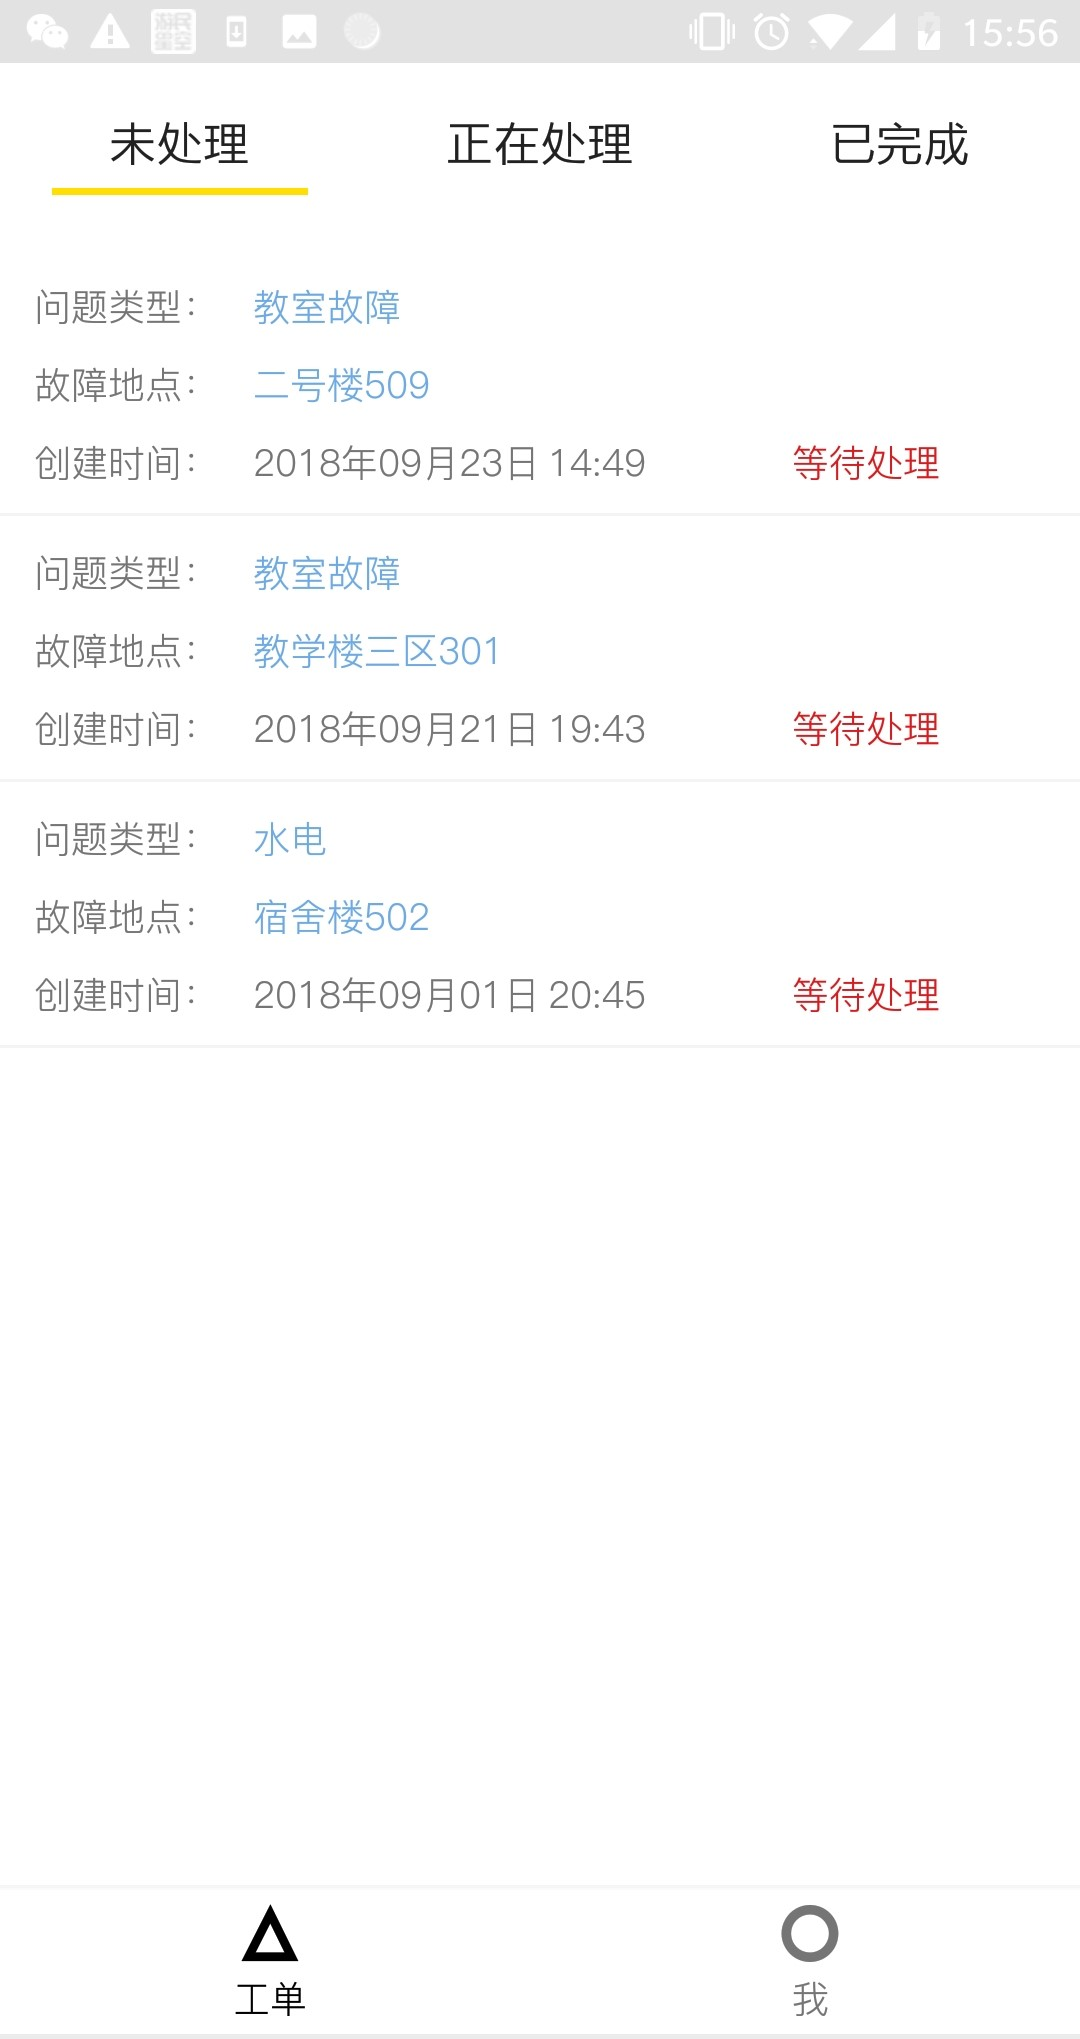 游民星空
15:56
未处理 正在处理 已完成
问题类型： 教室故障
故障地点： 二号楼509
创建时间： 2018年09月23日 14:49 等待处理
问题类型： 教室故障
故障地点： 教学楼三区301
创建时间： 2018年09月21日 19:43 等待处理
问题类型： 水电
故障地点： 宿舍楼502
创建时间： 2018年09月01日 20:45 等待处理
工单 我